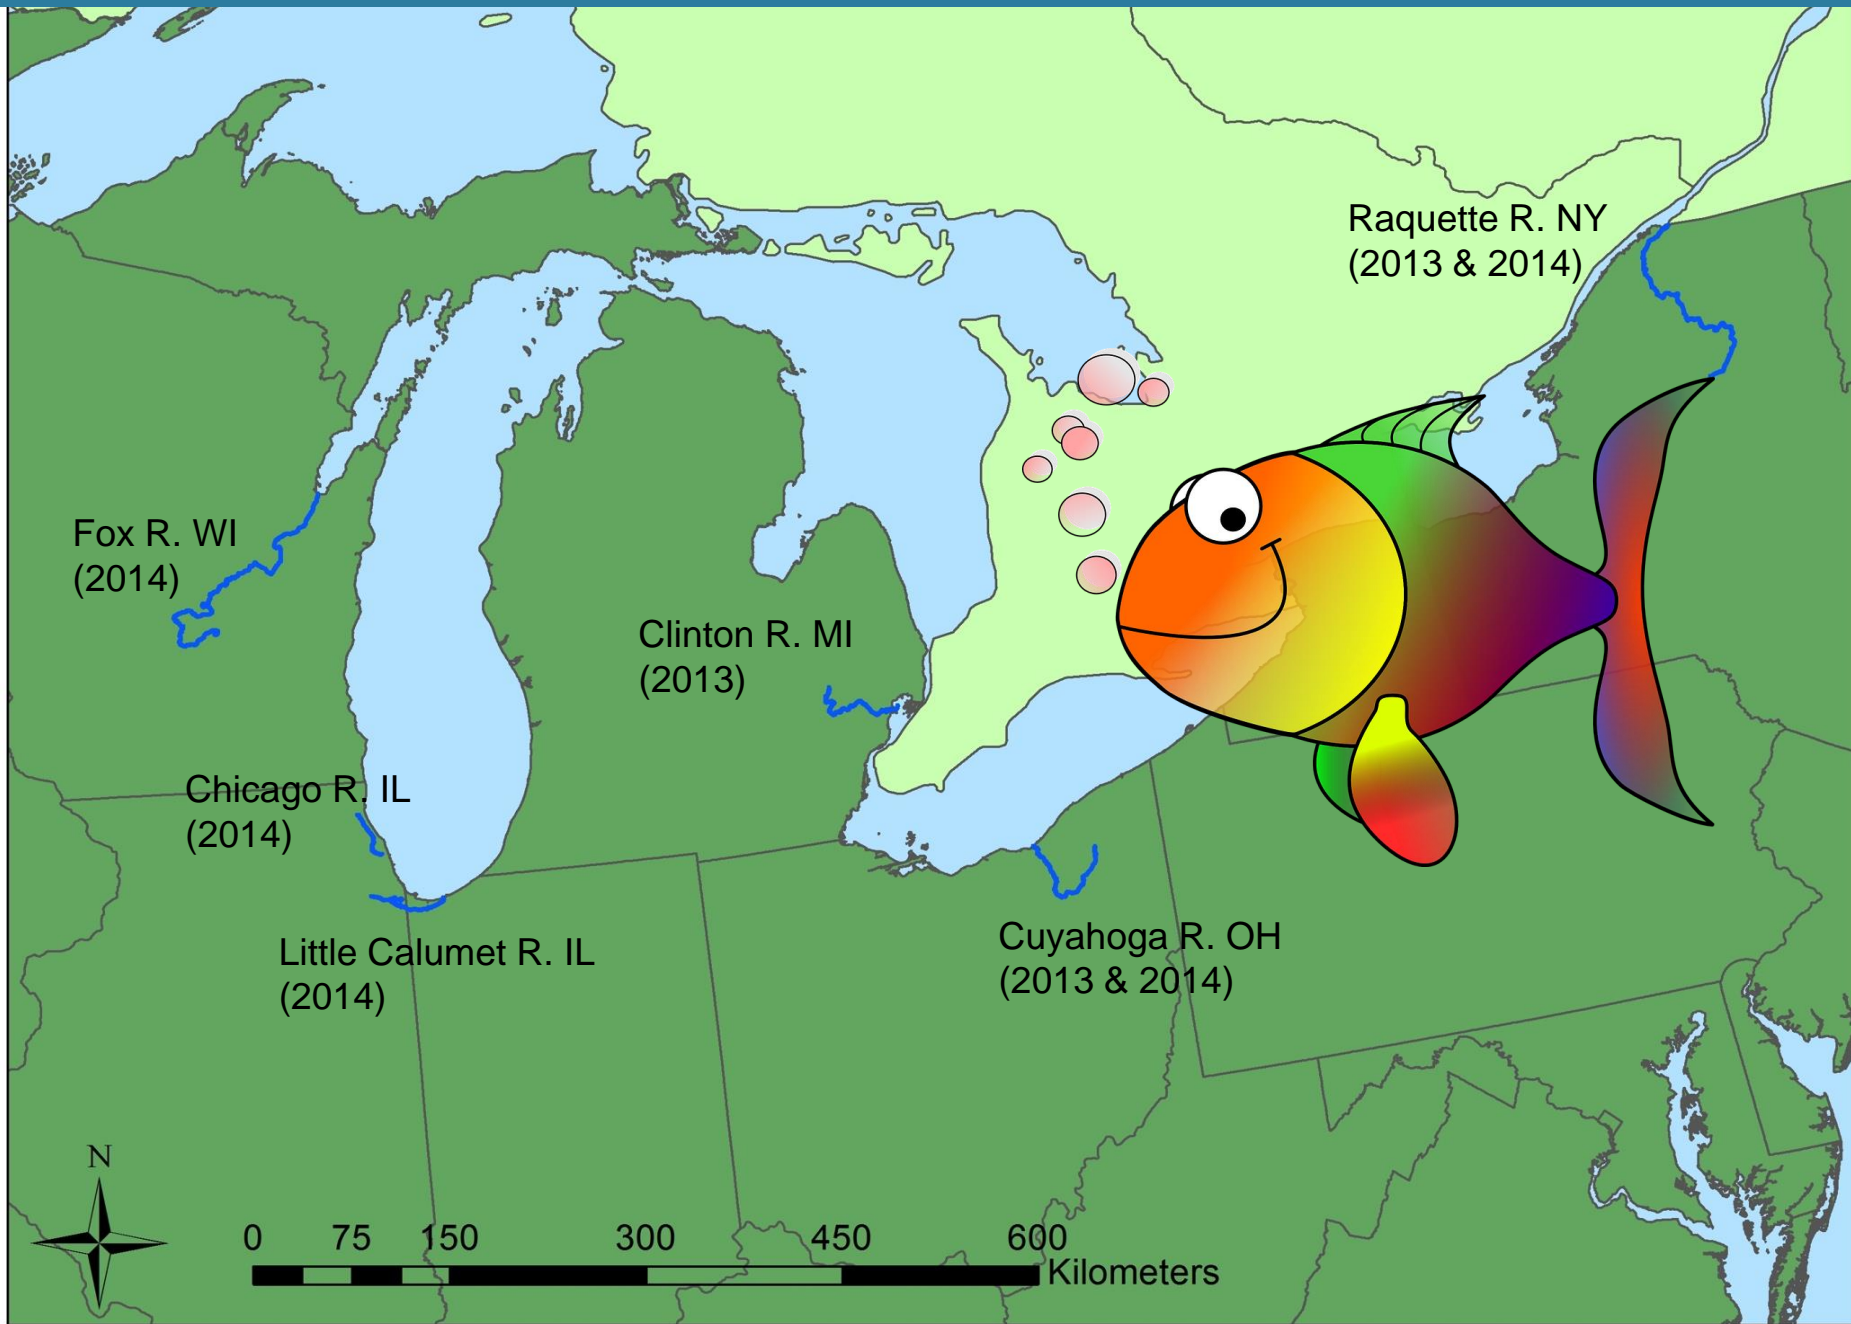 Raquette R. NY
(2013 & 2014)
Fox R. WI
(2014)
Clinton R. MI
(2013)
Chicago R. IL
(2014)
Little Calumet R. IL
(2014)
Cuyahoga R. OH
(2013 & 2014)
N
0 75 150 300 450 600
Kilometers